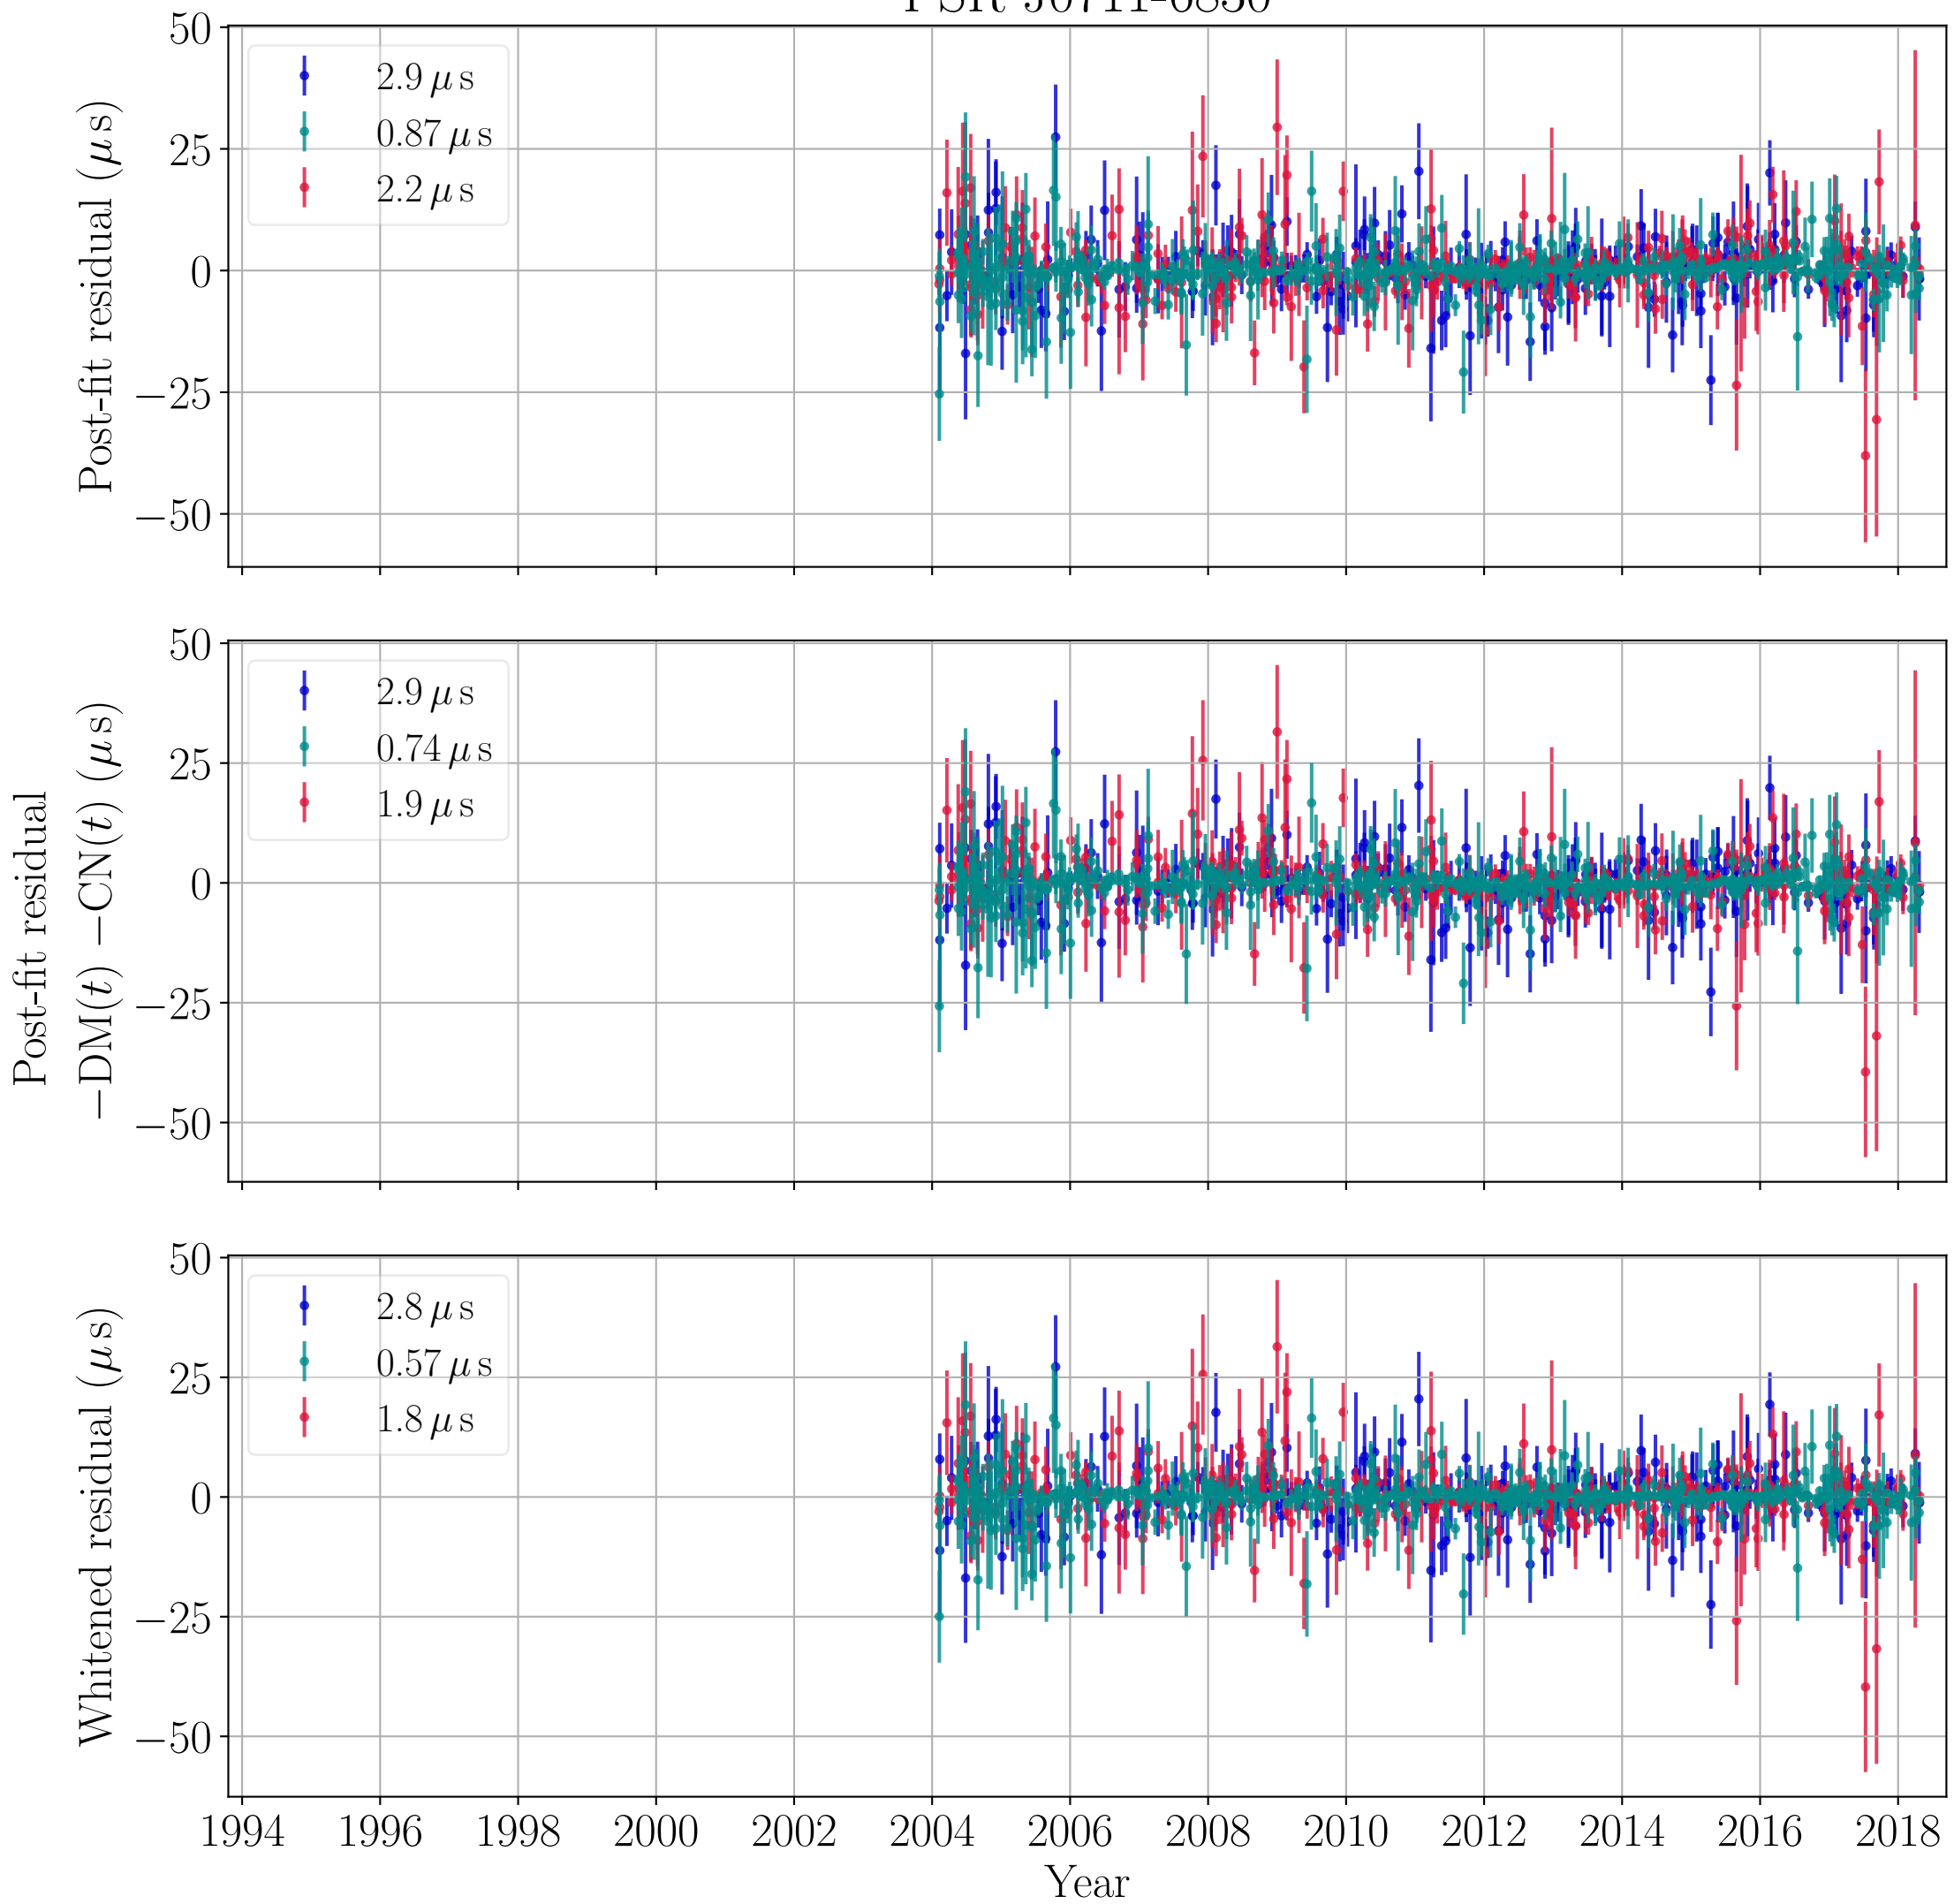 50
25
0
−25
−50
Post-fit residual (μs)
2.9 μs
0.87 μs
2.2 μs
50
25
0
−25
−50
Post-fit residual
−DM(t) −CN(t) (μs)
2.9 μs
0.74 μs
1.9 μs
50
25
0
−25
−50
Whitened residual (μs)
2.8 μs
0.57 μs
1.8 μs
1994 1996 1998 2000 2002 2004 2006 2008 2010 2012 2014 2016 2018
Year